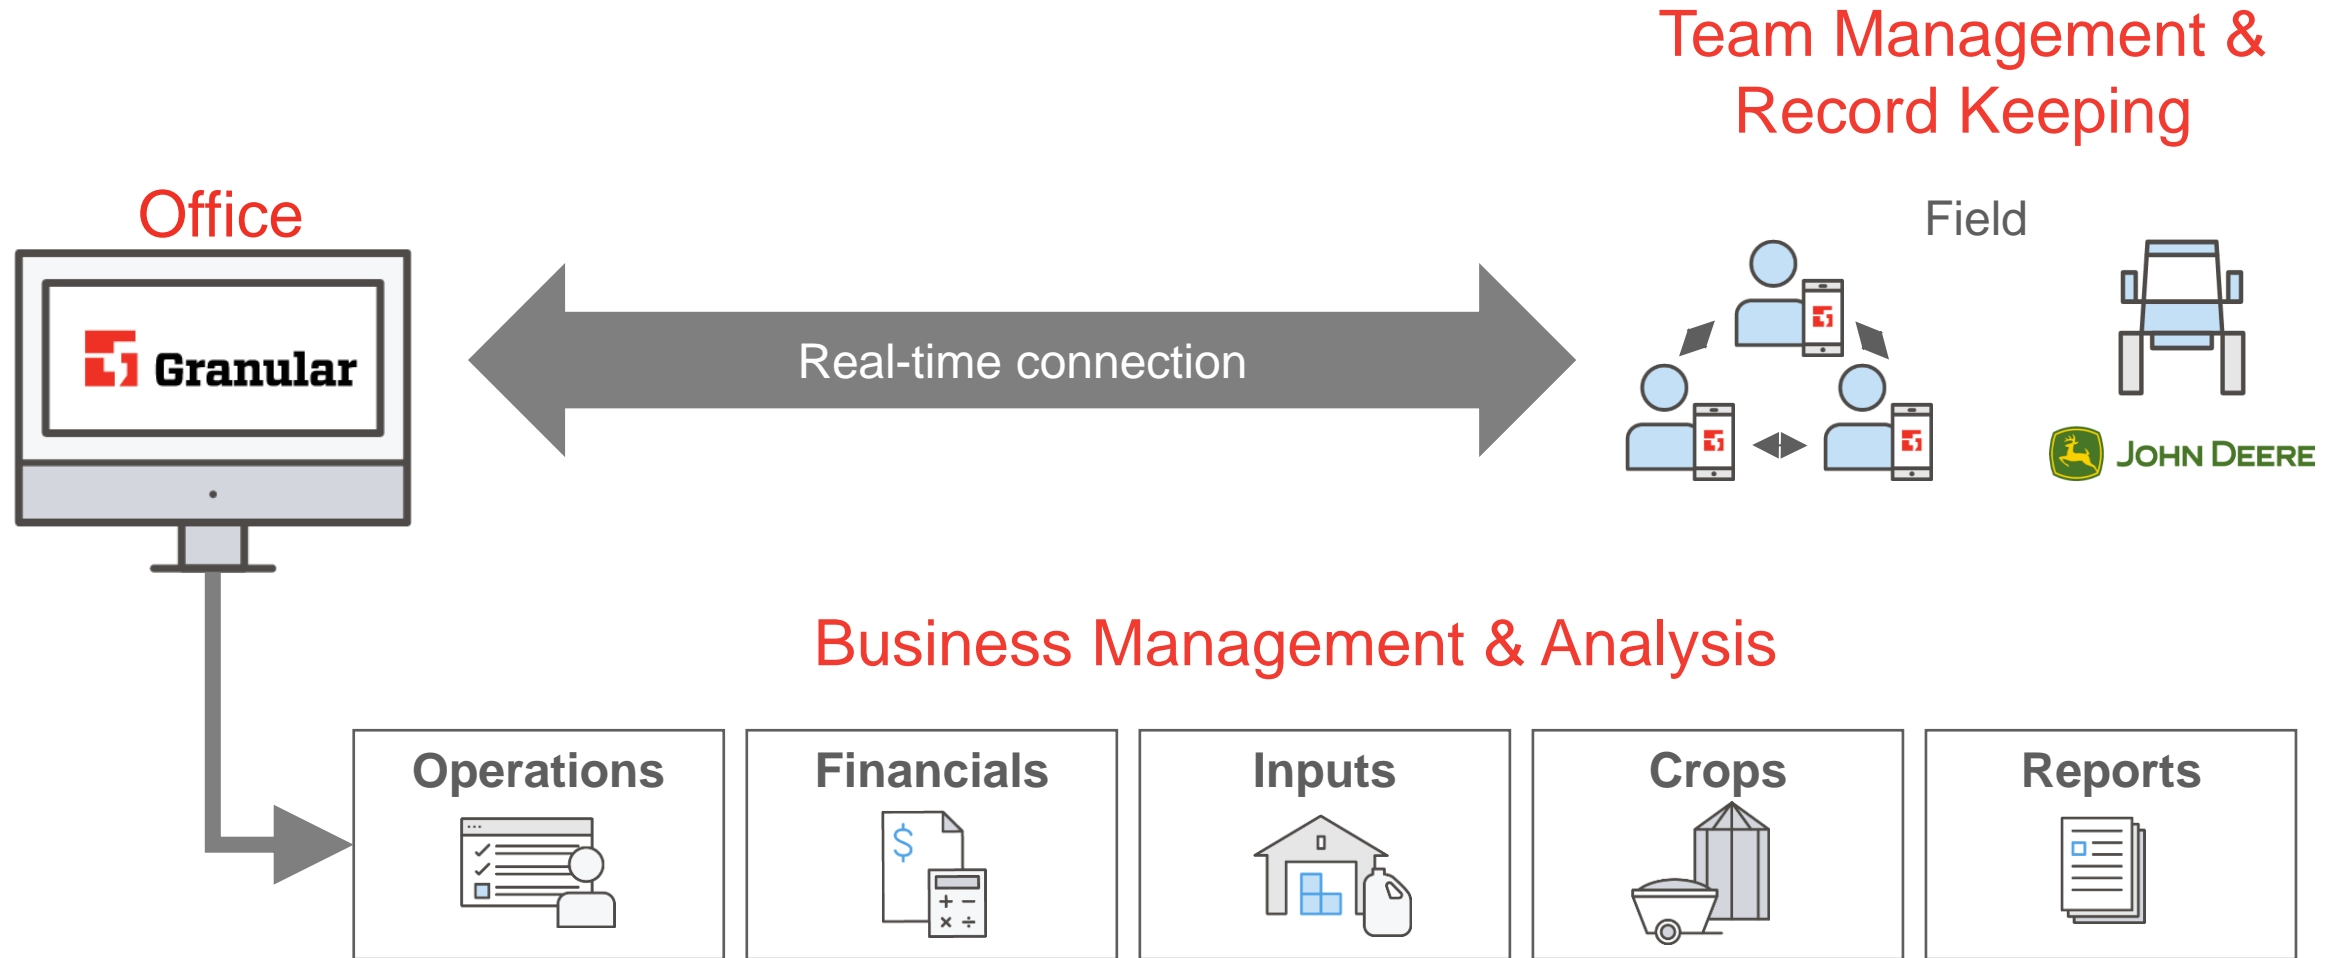 Team Management &
Record Keeping
Office
Field
Granular
Real-time connection
JOHN DEERE
Business Management & Analysis
Operations
Financials
Inputs
Crops
Reports